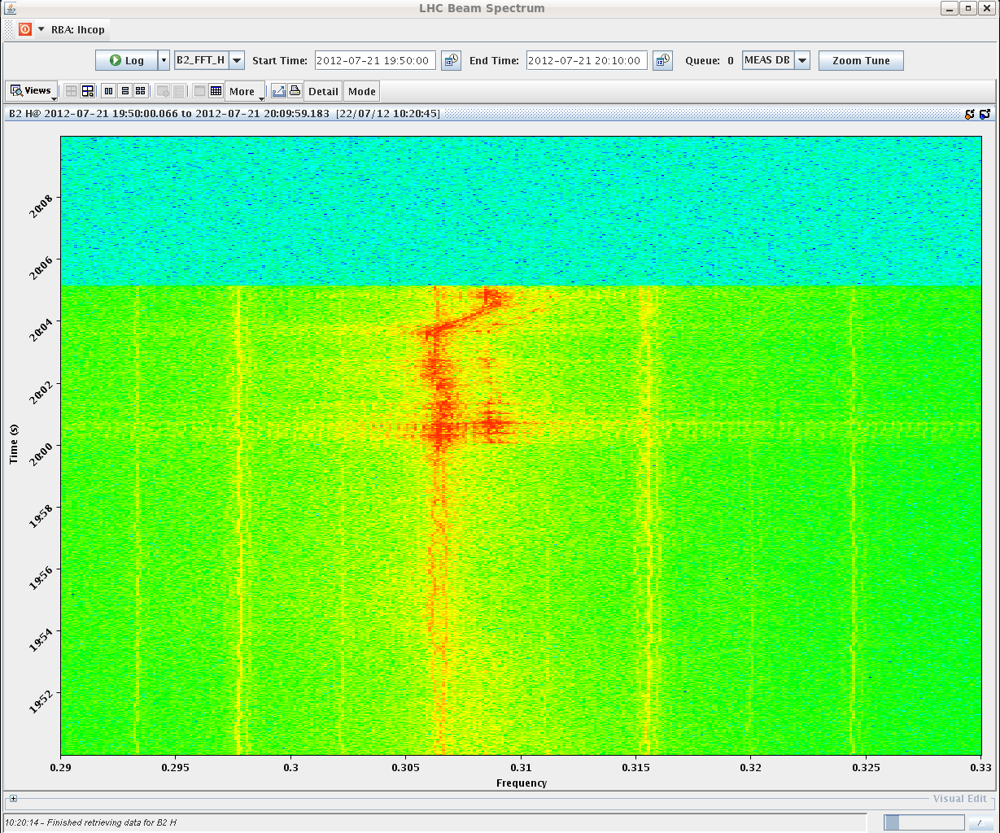 LHC Beam Spectrum
RBA: lhcop
Log B2_FFT_H Start Time: 2012-07-21 19:50:00 End Time: 2012-07-21 20:10:00 Queue: 0 MEAS DB Zoom Tune
Views More Detail Mode
B2 H@ 2012-07-21 19:50:00.066 to 2012-07-21 20:09:59.183 [22/07/12 10:20:45]
20:08
20:06
20:04
20:02
20:00
19:58
19:56
19:54
19:52
Time (s)
0.29 0.295 0.3 0.305 0.31 0.315 0.32 0.325 0.33
Frequency
Visual Edit
10:20:14 - Finished retrieving data for B2 H